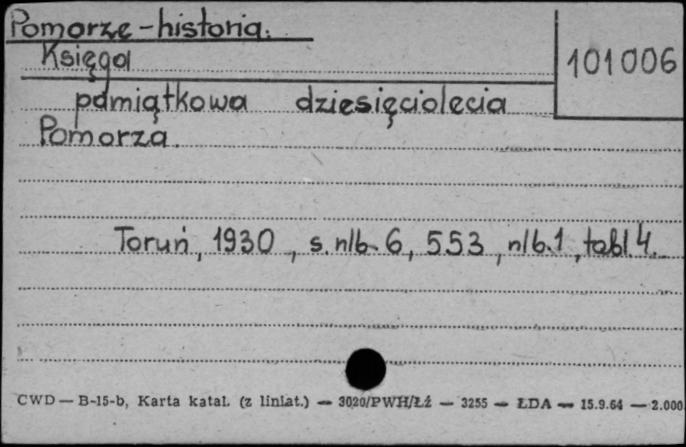 Pomorze - historia.
Księga
101006
pamiątkowa dziesięciolecia
Pomorza.
Toruń, 1930, s. nlb. 6, 553, nlb. 1, tabl. 4.
CWD — B-15-b, Karta katal. (z liniat.) — 3020/PWH/Łź — 3255 — ŁDA — 15.9.64 — 2.000